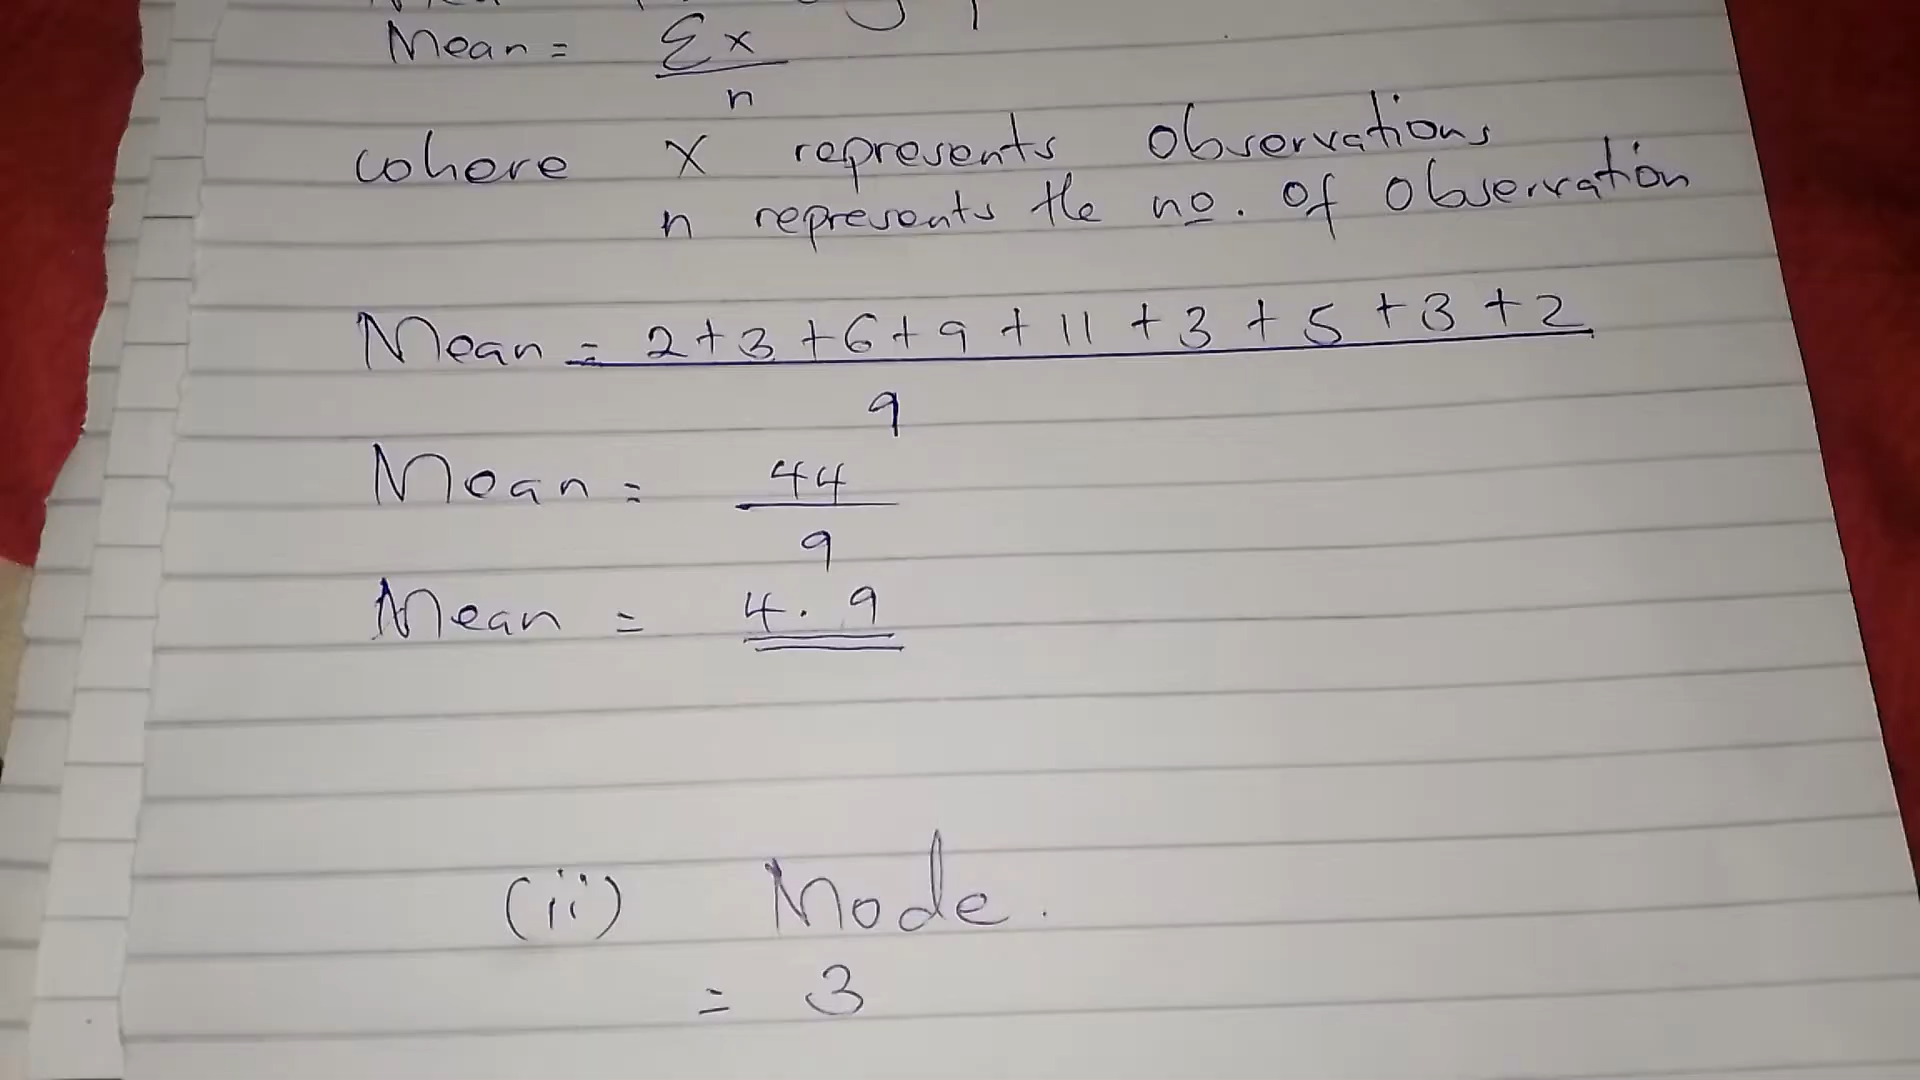 Mean = Σx
n
where x represents observations
n represents the no. of observation
Mean = 2+3+6+9+11+3+5+3+2
9
Mean = 44
9
Mean = 4.9
(ii) Mode.
= 3